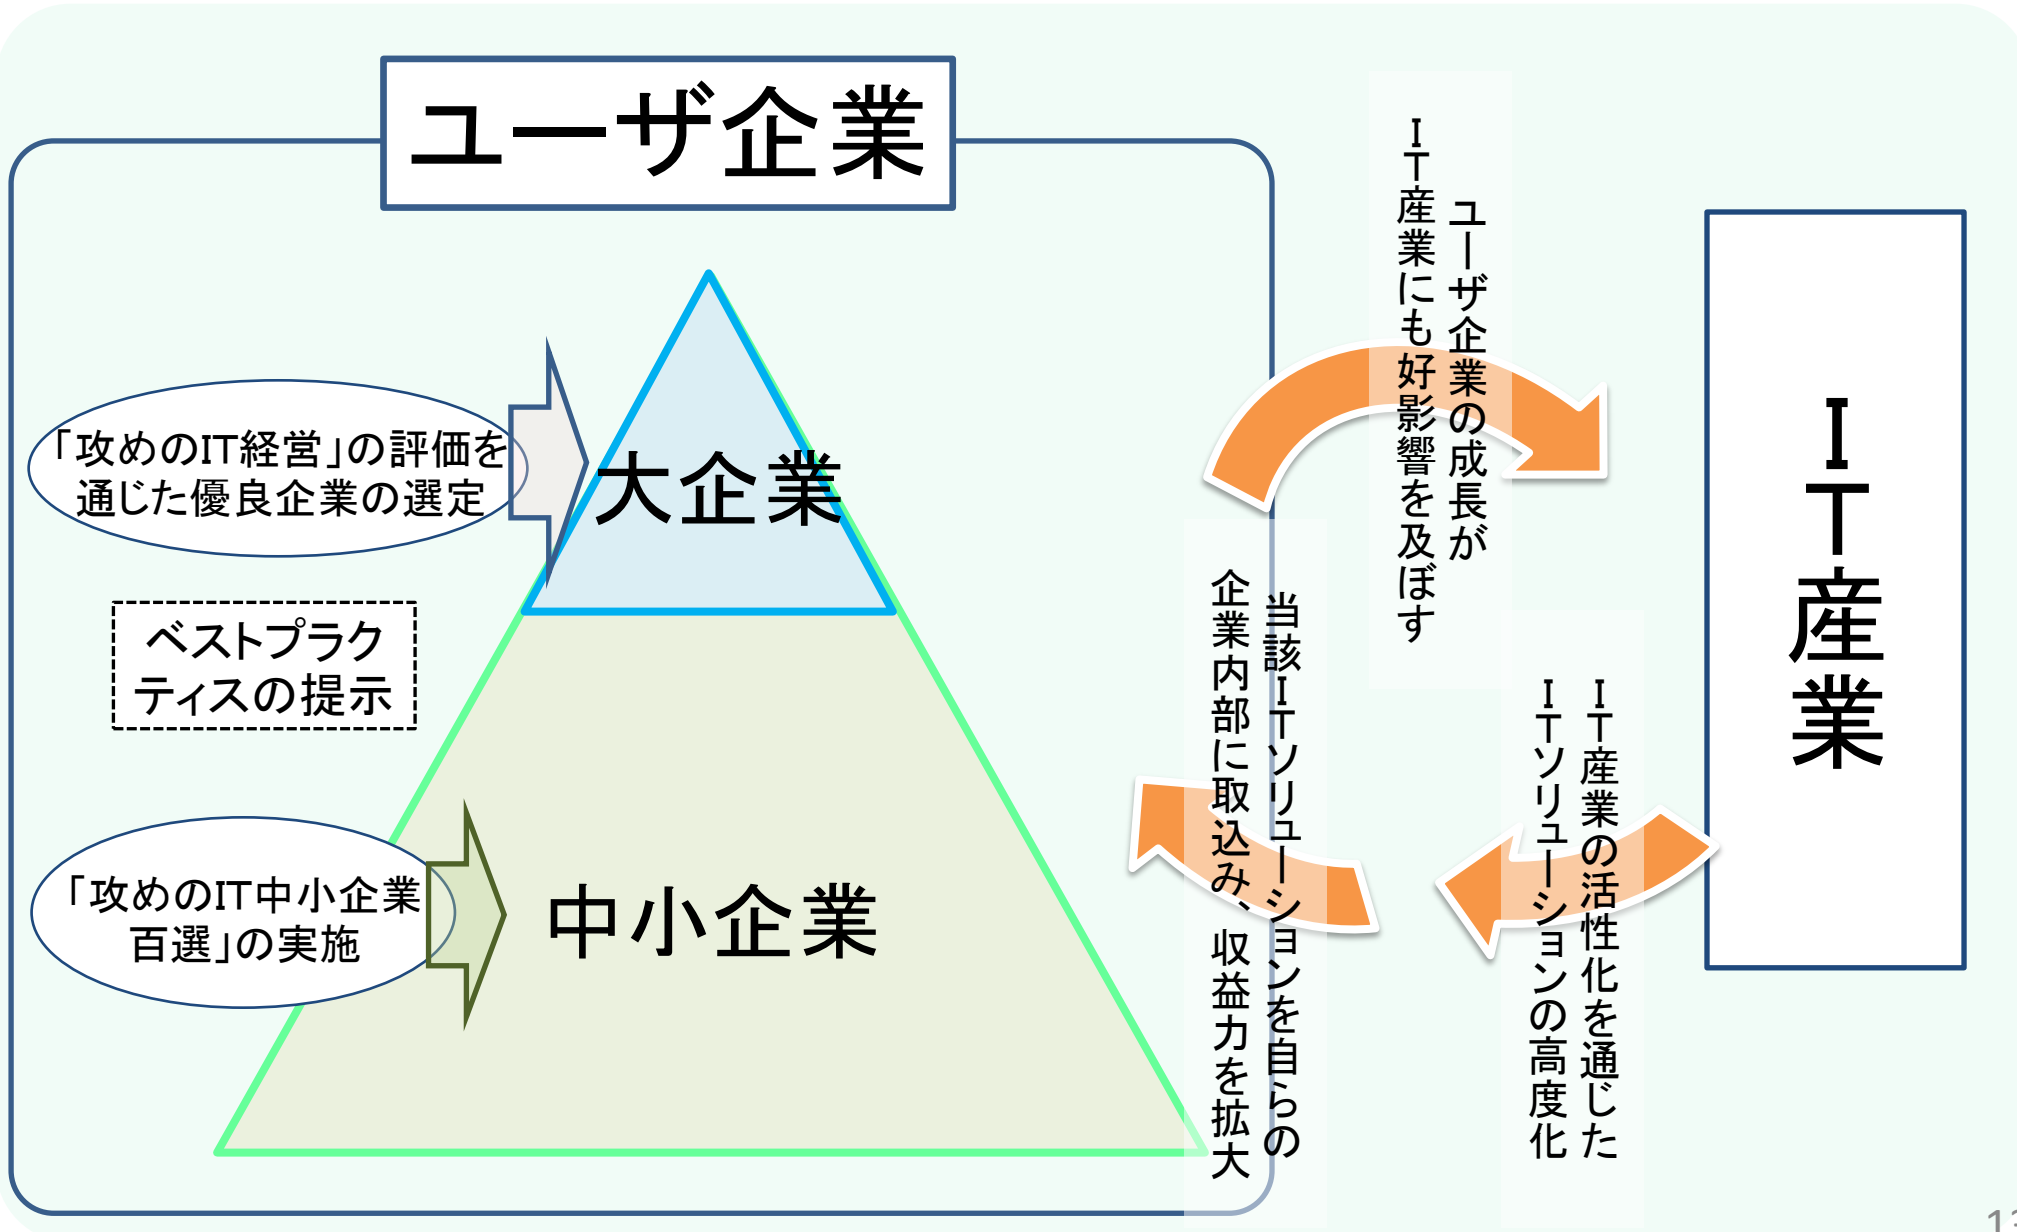 ユーザ企業
「攻めのIT経営」の評価を
通じた優良企業の選定
大企業
ベストプラク
ティスの提示
「攻めのIT中小企業
百選」の実施
中小企業
ユーザ企業の成長が
IT産業にも好影響を及ぼす
IT産業
IT産業の活性化を通じた
ITソリューションの高度化
当該ITソリューションを自らの
企業内部に取込み、収益力を拡大